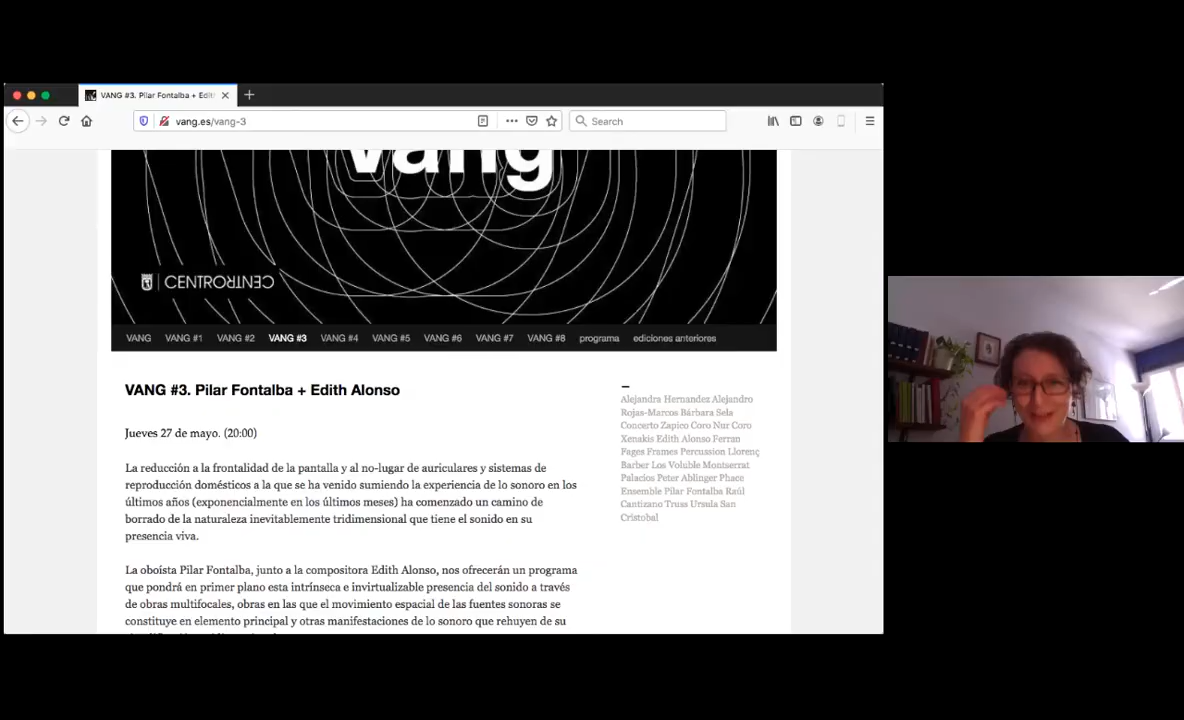 VANG #3. Pilar Fontalba + Edith
vang.es/vang-3
Search
vang
CENTROCENTRO
VANG VANG #1 VANG #2 VANG #3 VANG #4 VANG #5 VANG #6 VANG #7 VANG #8 programa ediciones anteriores
VANG #3. Pilar Fontalba + Edith Alonso
Jueves 27 de mayo. (20:00)
La reducción a la frontalidad de la pantalla y al no-lugar de auriculares y sistemas de
reproducción domésticos a la que se ha venido sumiendo la experiencia de lo sonoro en los
últimos años (exponencialmente en los últimos meses) ha comenzado un camino de
borrado de la naturaleza inevitablemente tridimensional que tiene el sonido en su
presencia viva.
La oboísta Pilar Fontalba, junto a la compositora Edith Alonso, nos ofrecerán un programa
que pondrá en primer plano esta intrínseca e invirtualizable presencia del sonido a través
de obras multifocales, obras en las que el movimiento espacial de las fuentes sonoras se
constituye en elemento principal y otras manifestaciones de lo sonoro que rehuyen de su
–
Alejandra Hernandez Alejandro
Rojas-Marcos Bárbara Sela
Concerto Zapico Coro Nur Coro
Xenakis Edith Alonso Ferran
Fages Frames Percussion Llorenç
Barber Los Voluble Montserrat
Palacios Peter Ablinger Phace
Ensemble Pilar Fontalba Raúl
Cantizano Truss Ursula San
Cristobal